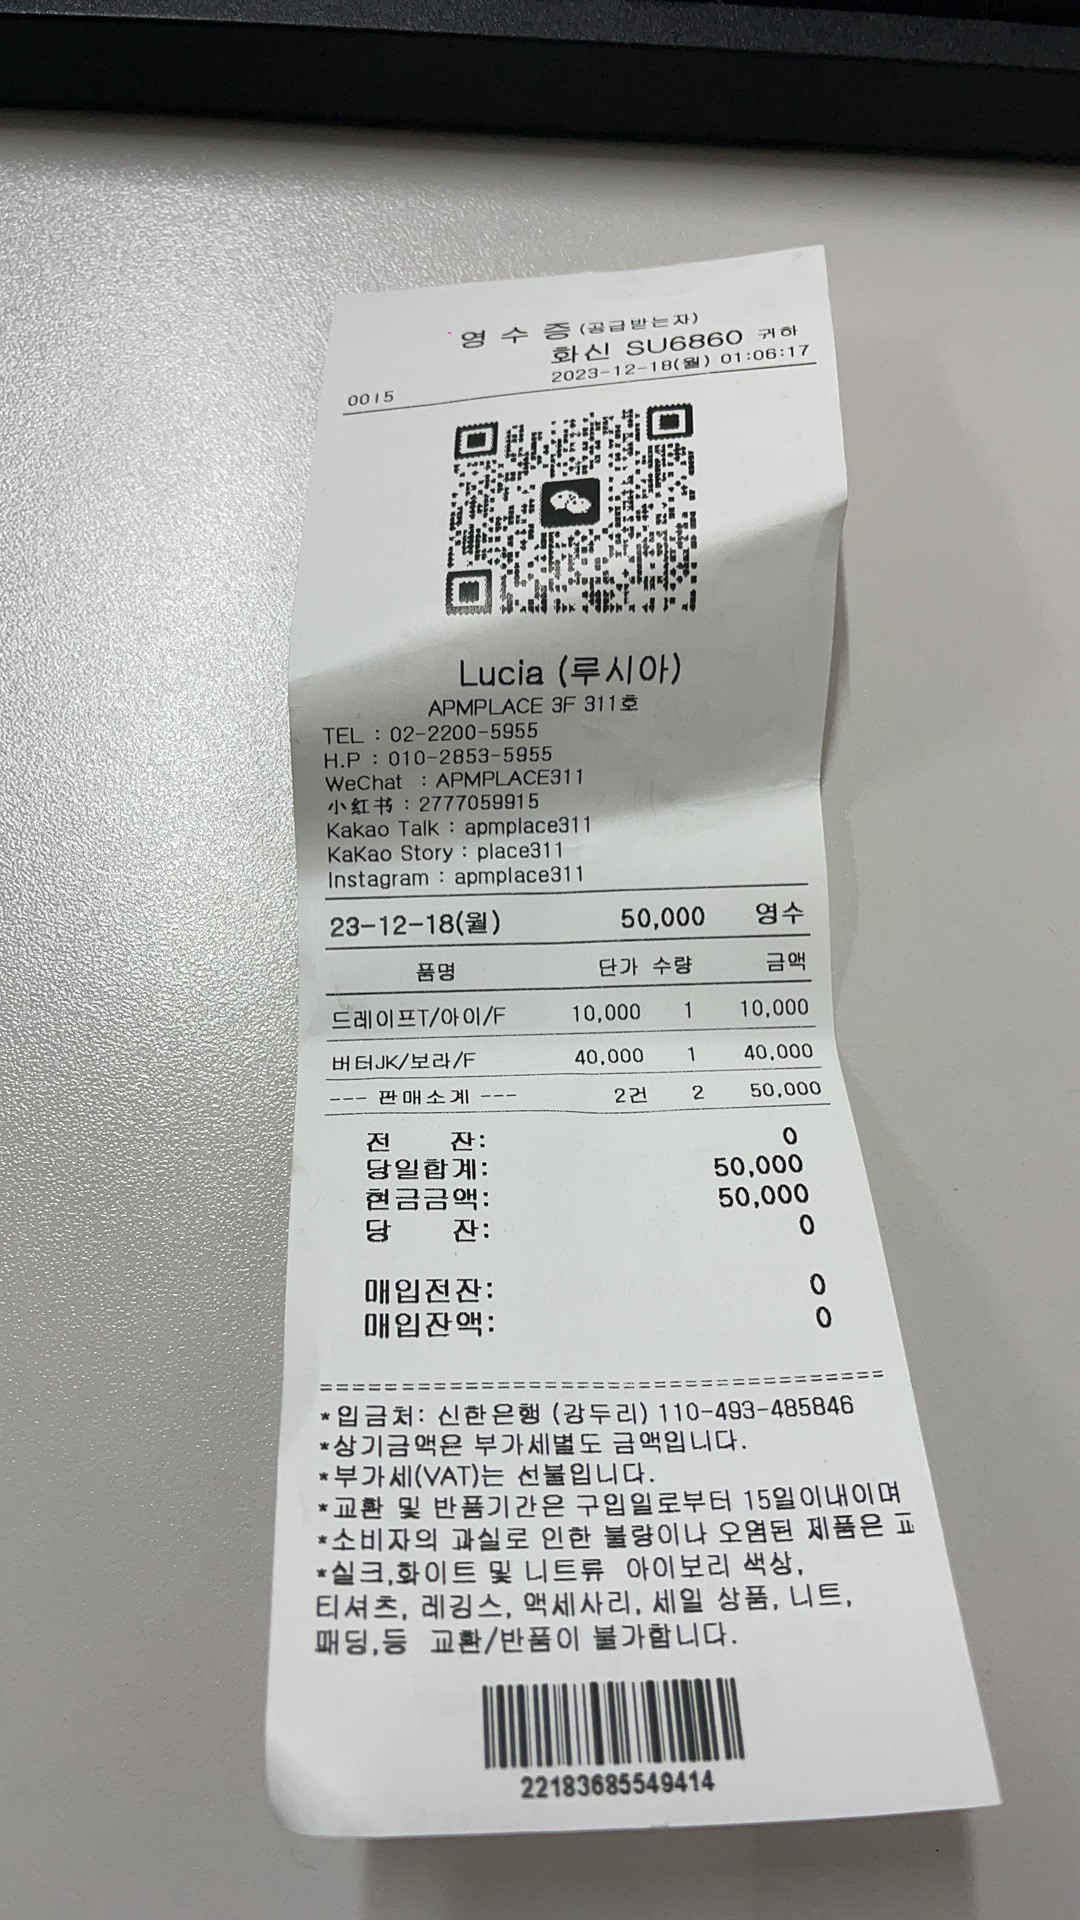 영 수 증 (공급받는자)
화신 SU6860 귀하
2023-12-18(월) 01:06:17
0015
Lucia (루시아)
APMPLACE 3F 311호
TEL : 02-2200-5955
H.P : 010-2853-5955
WeChat : APMPLACE311
小红书 : 2777059915
Kakao Talk : apmplace311
KaKao Story : place311
Instagram : apmplace311
23-12-18(월) 50,000 영수
품명 단가 수량 금액
드레이프T/아이/F 10,000 1 10,000
버터JK/보라/F 40,000 1 40,000
--- 판매소계 --- 2건 2 50,000
전 잔: 0
당일합계: 50,000
현금금액: 50,000
당 잔: 0
매입전잔: 0
매입잔액: 0
===================================
*입금처: 신한은행 (강두리) 110-493-485846
*상기금액은 부가세별도 금액입니다.
*부가세(VAT)는 선불입니다.
*교환 및 반품기간은 구입일로부터 15일이내이며
*소비자의 과실로 인한 불량이나 오염된 제품은
*실크,화이트 및 니트류 아이보리 색상,
티셔츠, 레깅스, 액세사리, 세일 상품, 니트,
패딩,등 교환/반품이 불가합니다.
22183685549414